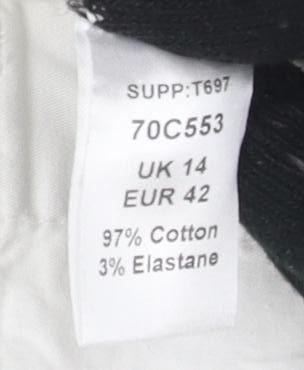 SUPP:T697
70C553
UK 14
EUR 42
97% Cotton
3% Elastane